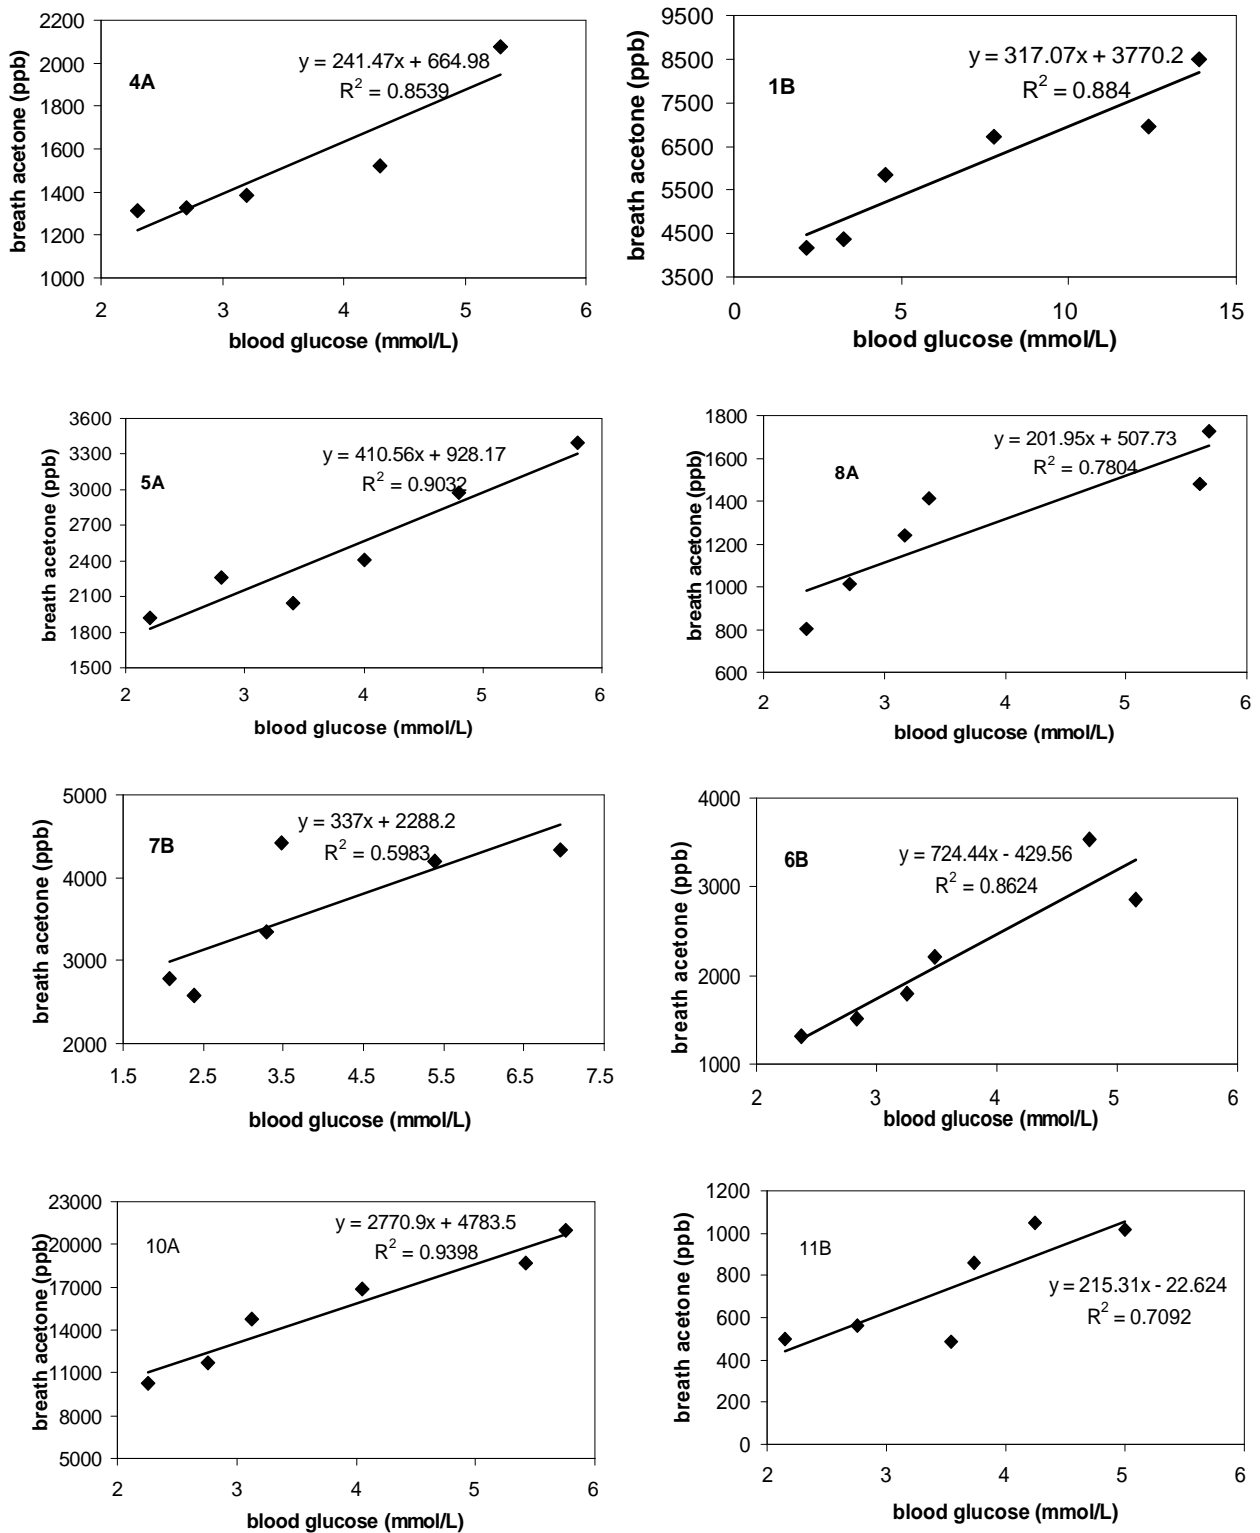 2200
2000
1800
1600
1400
1200
1000
breath acetone (ppb)
4A
y = 241.47x + 664.98
R² = 0.8539
2 3 4 5 6
blood glucose (mmol/L)
9500
8500
7500
6500
5500
4500
3500
breath acetone (ppb)
1B
y = 317.07x + 3770.2
R² = 0.884
0 5 10 15
blood glucose (mmol/L)
3600
3300
3000
2700
2400
2100
1800
1500
breath acetone (ppb)
5A
y = 410.56x + 928.17
R² = 0.9032
2 3 4 5 6
blood glucose (mmol/L)
1800
1600
1400
1200
1000
800
600
breath acetone (ppb)
8A
y = 201.95x + 507.73
R² = 0.7804
2 3 4 5 6
blood glucose (mmol/L)
5000
4000
3000
2000
breath acetone (ppb)
7B
y = 337x + 2288.2
R² = 0.5983
1.5 2.5 3.5 4.5 5.5 6.5 7.5
blood glucose (mmol/L)
4000
3000
2000
1000
breath acetone (ppb)
6B
y = 724.44x - 429.56
R² = 0.8624
2 3 4 5 6
blood glucose (mmol/L)
23000
20000
17000
14000
11000
8000
5000
breath acetone (ppb)
10A
y = 2770.9x + 4783.5
R² = 0.9398
2 3 4 5 6
blood glucose (mmol/L)
1200
1000
800
600
400
200
0
breath acetone (ppb)
11B
y = 215.31x - 22.624
R² = 0.7092
2 3 4 5 6
blood glucose (mmol/L)